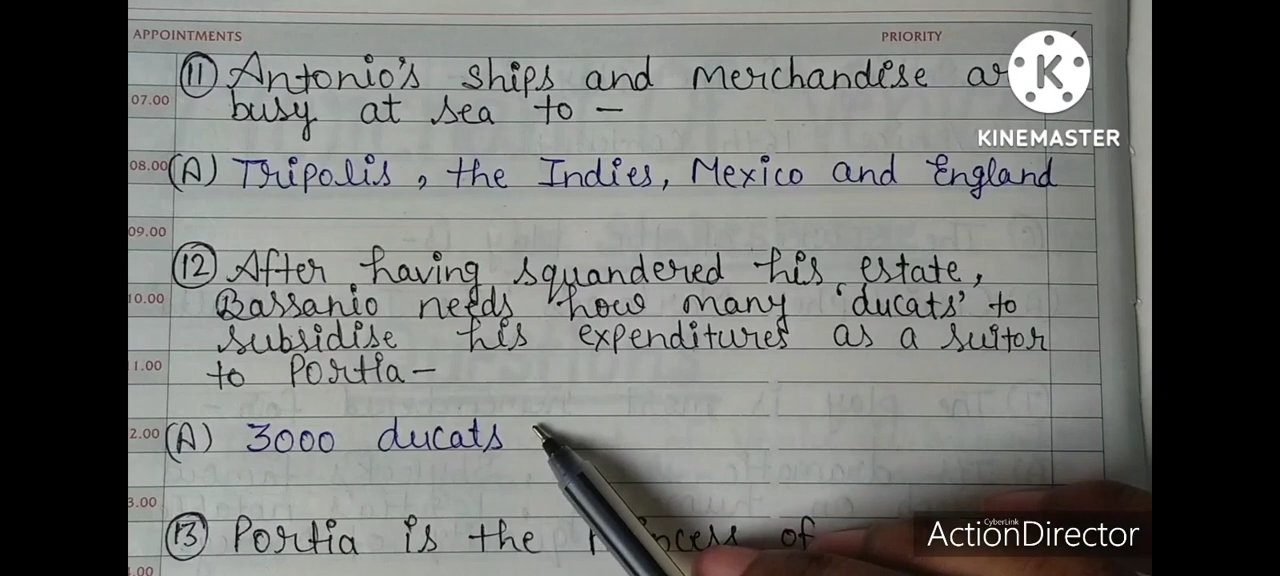 APPOINTMENTS
PRIORITY
11 Antonio's ships and merchandise
07.00
busy at sea to -
08.00
(A) Tripolis, the Indies, Mexico and England
09.00
12 After having squandered his estate,
10.00
Bassanio needs how many 'ducats' to
subsidise his expenditures as a suitor
11.00
to Portia -
2.00
(A) 3000 ducats
3.00
13 Portia is the of
.00
K
KINEMASTER
CyberLink
ActionDirector